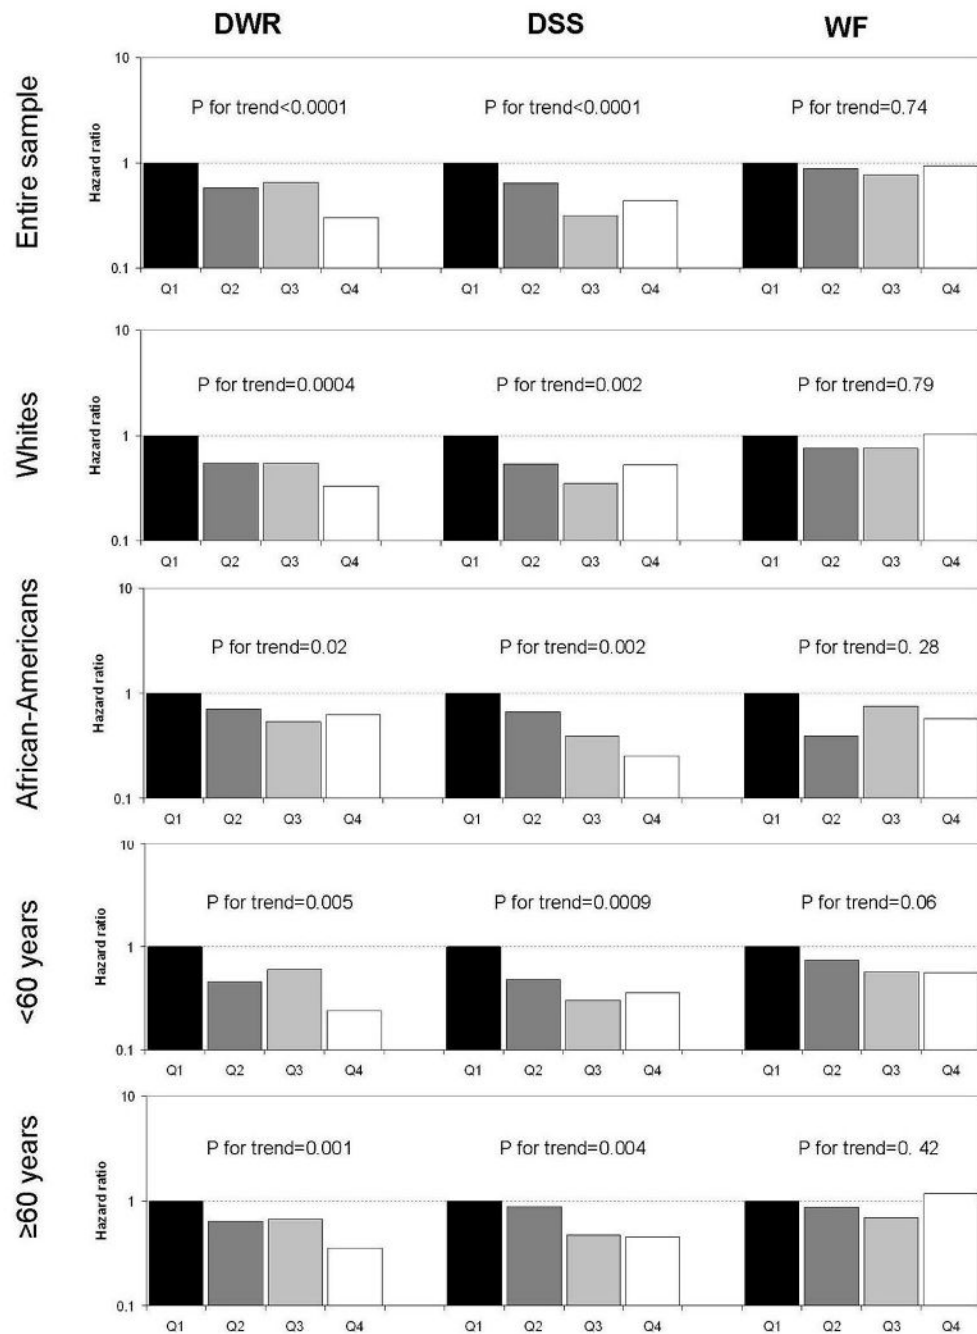 DWR DSS WF
Entire sample
Hazard ratio
10
1
0.1
P for trend<0.0001 P for trend<0.0001 P for trend=0.74
Q1 Q2 Q3 Q4 Q1 Q2 Q3 Q4 Q1 Q2 Q3 Q4
Whites
Hazard ratio
10
1
0.1
P for trend=0.0004 P for trend=0.002 P for trend=0.79
Q1 Q2 Q3 Q4 Q1 Q2 Q3 Q4 Q1 Q2 Q3 Q4
African-Americans
Hazard ratio
10
1
0.1
P for trend=0.02 P for trend=0.002 P for trend=0. 28
Q1 Q2 Q3 Q4 Q1 Q2 Q3 Q4 Q1 Q2 Q3 Q4
<60 years
Hazard ratio
10
1
0.1
P for trend=0.005 P for trend=0.0009 P for trend=0.06
Q1 Q2 Q3 Q4 Q1 Q2 Q3 Q4 Q1 Q2 Q3 Q4
≥60 years
Hazard ratio
10
1
0.1
P for trend=0.001 P for trend=0.004 P for trend=0. 42
Q1 Q2 Q3 Q4 Q1 Q2 Q3 Q4 Q1 Q2 Q3 Q4